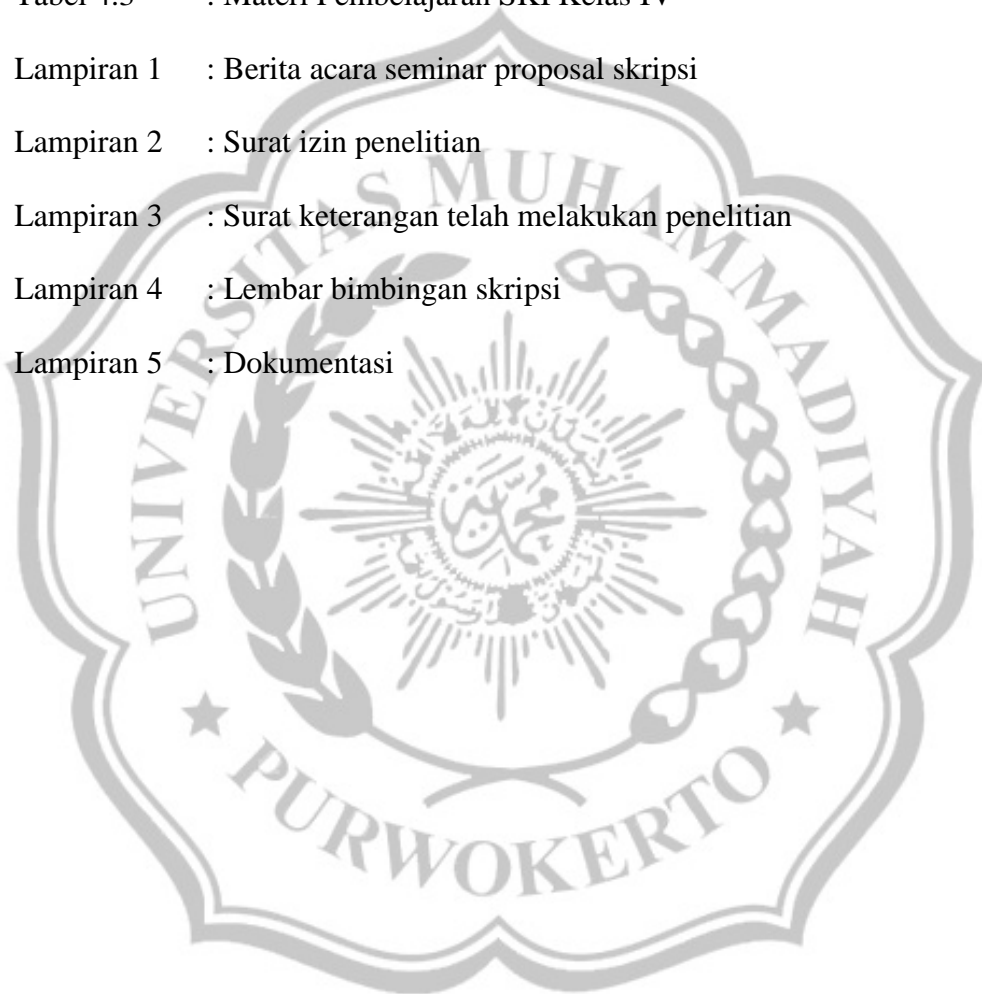 Tabel 4.3 : Materi Pembelajaran SKI Kelas IV
Lampiran 1 : Berita acara seminar proposal skripsi
Lampiran 2 : Surat izin penelitian
Lampiran 3 : Surat keterangan telah melakukan penelitian
Lampiran 4 : Lembar bimbingan skripsi
Lampiran 5 : Dokumentasi
UNIVERSITAS MUHAMMADIYAH
PURWOKERTO